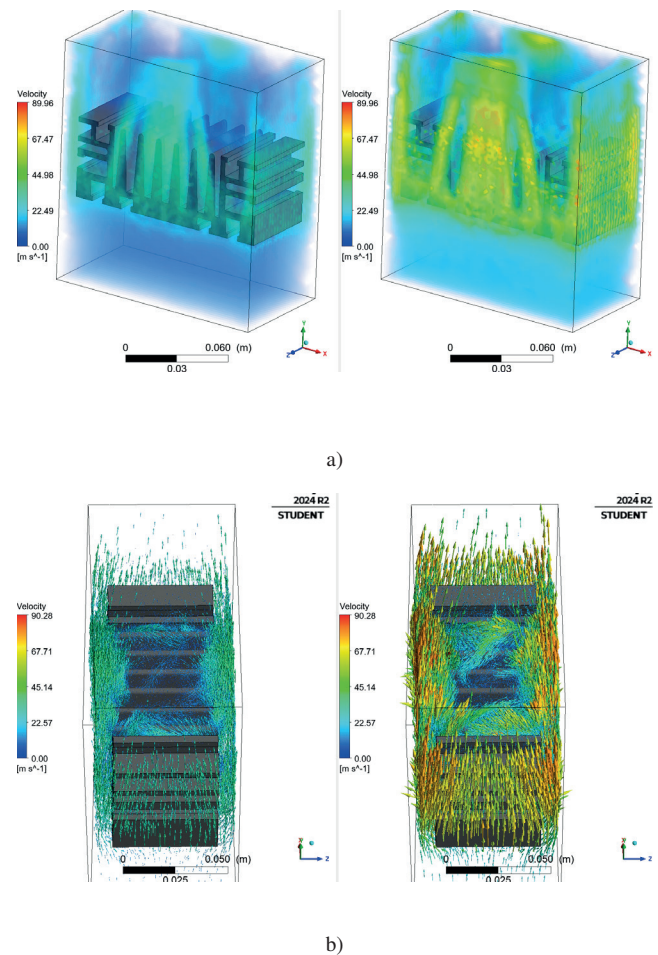 Velocity
89.96
67.47
44.98
22.49
0.00
[m s^-1]
0 0.060 (m)
0.03
Y
Z X
Velocity
89.96
67.47
44.98
22.49
0.00
[m s^-1]
0 0.060 (m)
0.03
Y
Z X
a)
2024 R2
STUDENT
Velocity
90.28
67.71
45.14
22.57
0.00
[m s^-1]
0 0.050 (m)
0.025
Z
2024 R2
STUDENT
Velocity
90.28
67.71
45.14
22.57
0.00
[m s^-1]
0 0.050 (m)
0.025
Z
b)